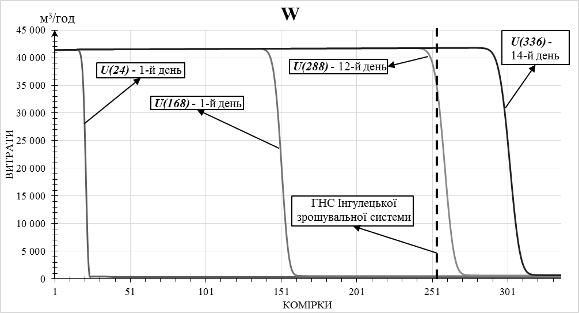 W
м³/год
ВИТРАТИ
45 000
40 000
35 000
30 000
25 000
20 000
15 000
10 000
5 000
0
U(24) - 1-й день
U(168) - 1-й день
U(288) - 12-й день
U(336) -
14-й день
ГНС Інгулецької
зрошувальної системи
1
51
101
151
201
251
301
КОМІРКИ